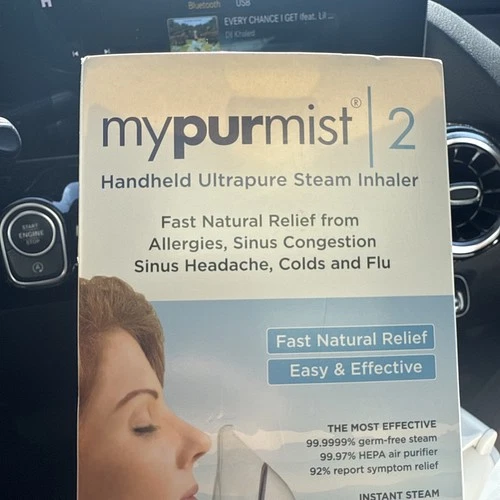 Bluetooth USB
EVERY CHANCE I GET (feat. Lil ...
DJ Khaled
mypurmist® 2
Handheld Ultrapure Steam Inhaler
Fast Natural Relief from
Allergies, Sinus Congestion
Sinus Headache, Colds and Flu
START
ENGINE
STOP
Fast Natural Relief
Easy & Effective
THE MOST EFFECTIVE
99.9999% germ-free steam
99.97% HEPA air purifier
92% report symptom relief
INSTANT STEAM